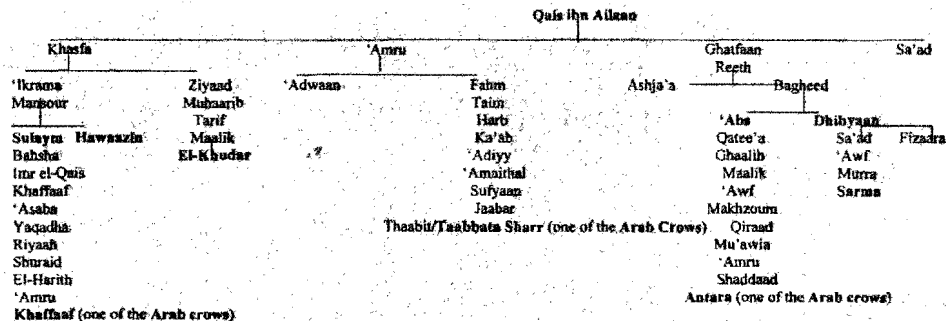 Qais ibn Ailaan
Khasfa 'Amru Ghatfaan Sa'ad
Reeth
'Ikrama Ziyaad 'Adwaan Fahm Ashja'a Bagheed
Mansour Muhaarib Taim
Tarif Harb 'Abs Dhibyaan
Sulaym Hawaazin Maalik Ka'ab Qatee'a Sa'ad Fizaara
Bahsha El-Khudar 'Adiyy Ghaalib 'Awf
Imr el-Qais 'Amaithal Maalik Murra
Khaffaaf Sufyaan 'Awf Sarma
'Asaba Jaabar Makhzoum
Yaqadha Thaabit/Taabbata Sharr (one of the Arab Crows) Qiraad
Riyaah Mu'awia
Shuraid 'Amru
El-Harith Shaddaad
'Amru Antara (one of the Arab crows)
Khaffaaf (one of the Arab crows)